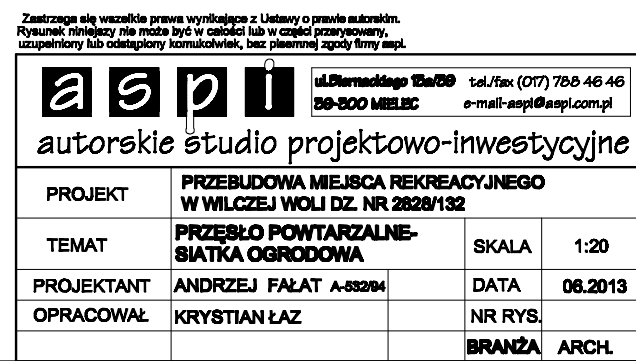 Zastrzega się wszelkie prawa wynikające z Ustawy o prawie autorskim.
Rysunek niniejszy nie może być w całości lub w części przerysowany,
uzupełniony lub odstąpiony komukolwiek, bez pisemnej zgody firmy aspi.
aspi
ul.Biernackiego 13a/39 tel./fax (017) 788 46 46
39-300 MIELEC e-mail-aspi@aspi.com.pl
autorskie studio projektowo-inwestycyjne
PROJEKT PRZEBUDOWA MIEJSCA REKREACYJNEGO
W WILCZEJ WOLI DZ. NR 2828/132
TEMAT PRZĘSŁO POWTARZALNE-
SIATKA OGRODOWA SKALA 1:20
PROJEKTANT ANDRZEJ FAŁAT A-532/94 DATA 06.2013
OPRACOWAŁ KRYSTIAN ŁAZ NR RYS.
BRANŻA ARCH.